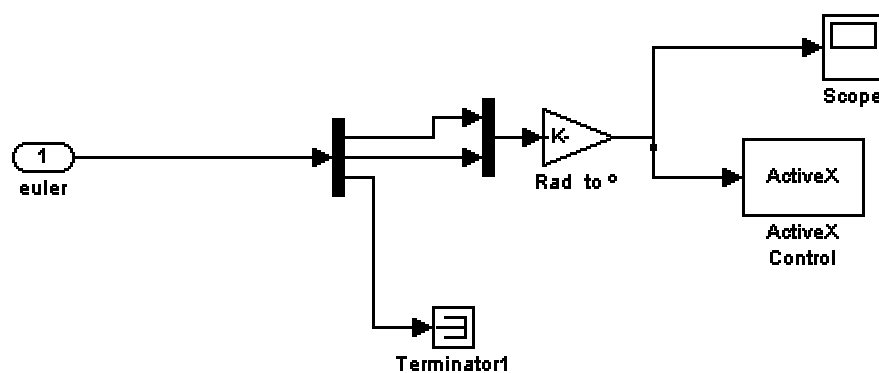 Scope
1
euler
-K-
Rad to º
ActiveX
ActiveX
Control
Terminator1